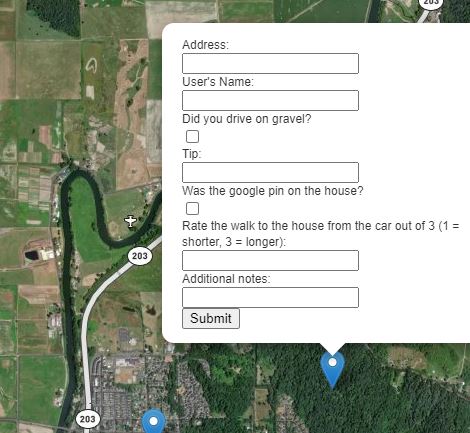 203
Address:
User's Name:
Did you drive on gravel?
Tip:
Was the google pin on the house?
Rate the walk to the house from the car out of 3 (1 =
shorter, 3 = longer):
Additional notes:
Submit
203
203